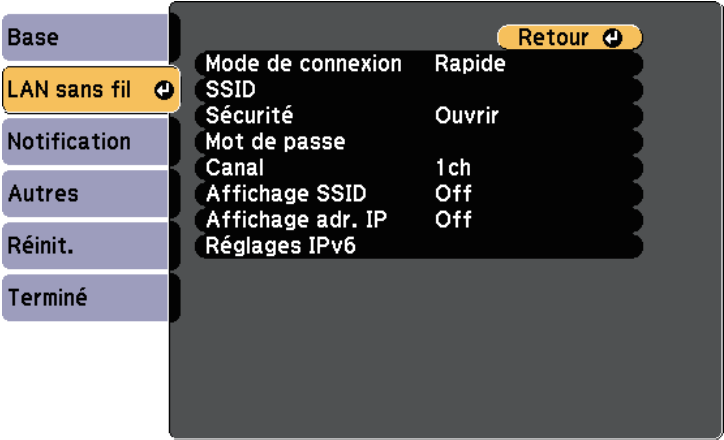 Base
LAN sans fil
Notification
Autres
Réinit.
Terminé
Retour
Mode de connexion Rapide
SSID
Sécurité Ouvrir
Mot de passe
Canal 1ch
Affichage SSID Off
Affichage adr. IP Off
Réglages IPv6